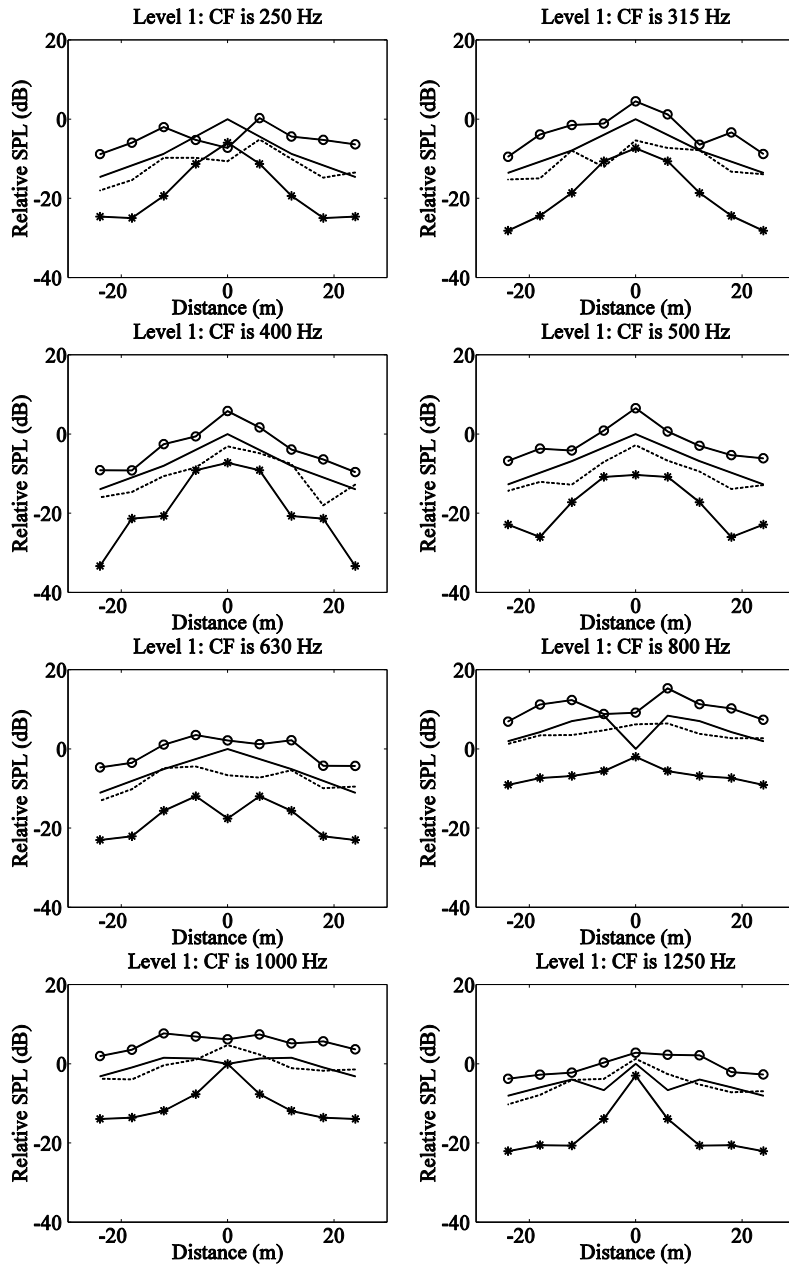 Level 1: CF is 250 Hz
20
0
-20
-40
Relative SPL (dB)
-20 0 20
Distance (m)
Level 1: CF is 315 Hz
20
0
-20
-40
Relative SPL (dB)
-20 0 20
Distance (m)
Level 1: CF is 400 Hz
20
0
-20
-40
Relative SPL (dB)
-20 0 20
Distance (m)
Level 1: CF is 500 Hz
20
0
-20
-40
Relative SPL (dB)
-20 0 20
Distance (m)
Level 1: CF is 630 Hz
20
0
-20
-40
Relative SPL (dB)
-20 0 20
Distance (m)
Level 1: CF is 800 Hz
20
0
-20
-40
Relative SPL (dB)
-20 0 20
Distance (m)
Level 1: CF is 1000 Hz
20
0
-20
-40
Relative SPL (dB)
-20 0 20
Distance (m)
Level 1: CF is 1250 Hz
20
0
-20
-40
Relative SPL (dB)
-20 0 20
Distance (m)